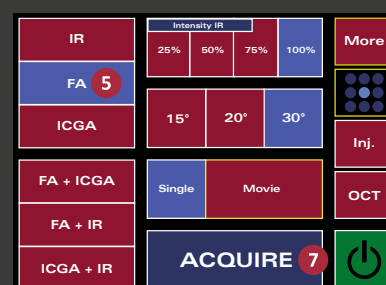 IR
FA 5
ICGA
FA + ICGA
FA + IR
ICGA + IR
Intensity IR
25% 50% 75% 100%
15° 20° 30°
Single Movie
ACQUIRE 7
More
Inj.
OCT